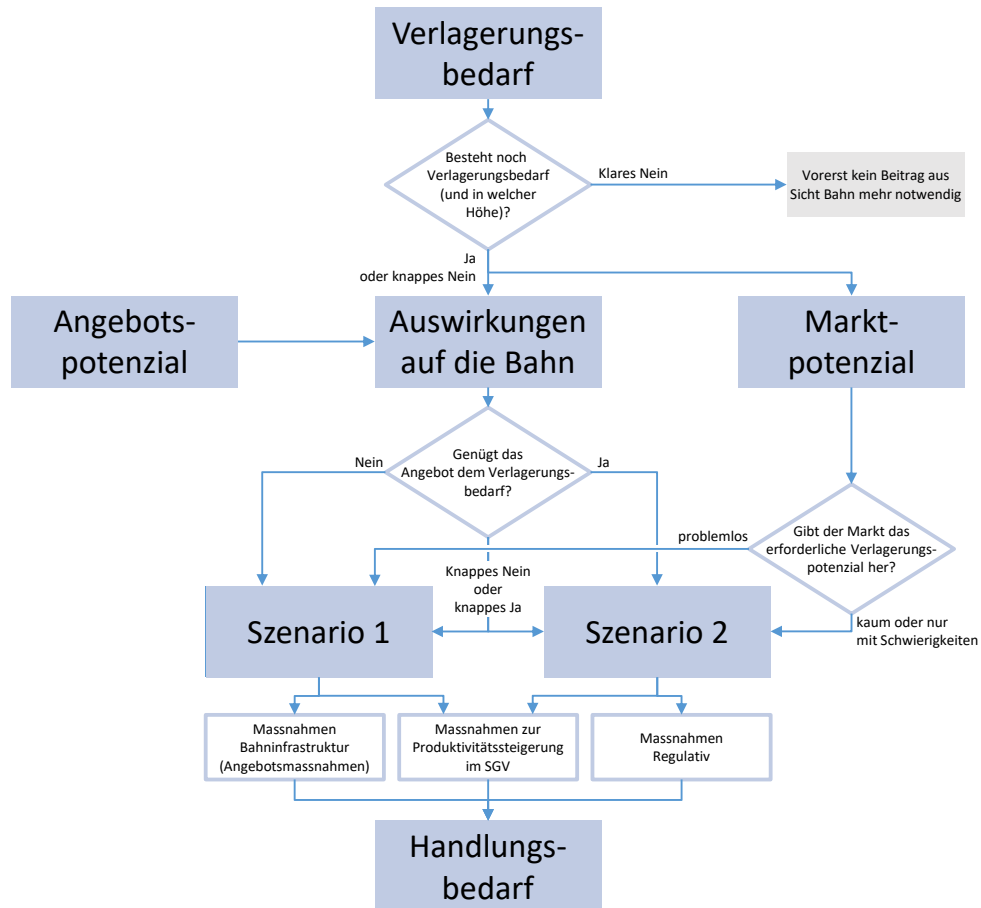 Verlagerungs-
bedarf
Besteht noch
Verlagerungsbedarf
(und in welcher
Höhe)?
Klares Nein
Vorerst kein Beitrag aus
Sicht Bahn mehr notwendig
Ja
oder knappes Nein
Angebots-
potenzial
Auswirkungen
auf die Bahn
Markt-
potenzial
Nein
Genügt das
Angebot dem Verlagerungs-
bedarf?
Ja
problemlos
Gibt der Markt das
erforderliche Verlagerungs-
potenzial her?
Knappes Nein
oder
knappes Ja
Szenario 1
Szenario 2
kaum oder nur
mit Schwierigkeiten
Massnahmen
Bahninfrastruktur
(Angebotsmassnahmen)
Massnahmen zur
Produktivitätssteigerung
im SGV
Massnahmen
Regulativ
Handlungs-
bedarf